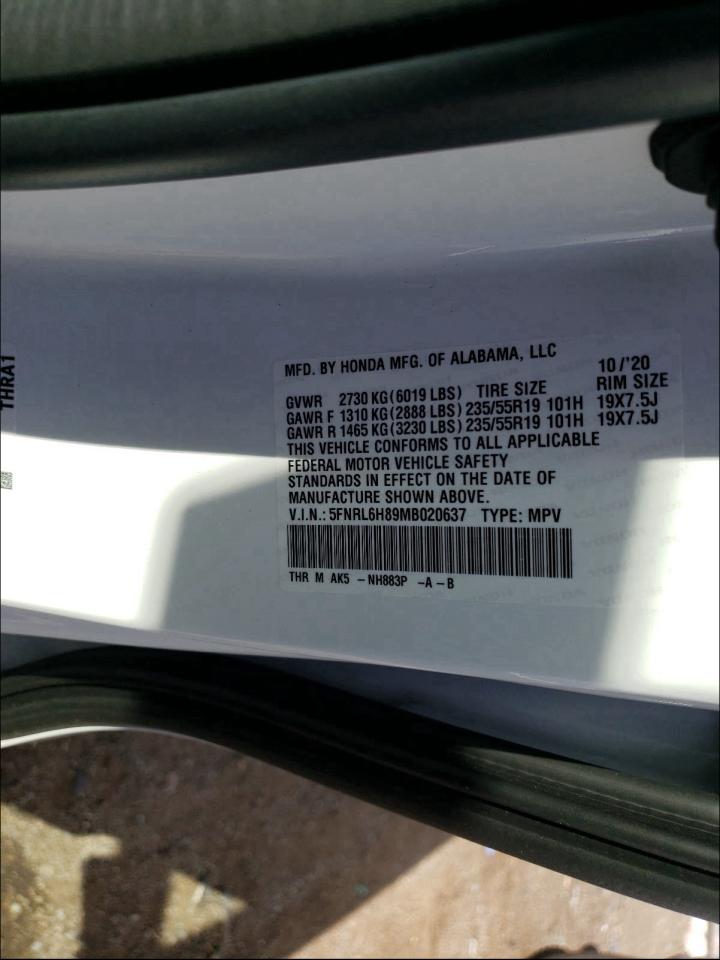 MFD. BY HONDA MFG. OF ALABAMA, LLC 10/'20
GVWR 2730 KG(6019 LBS) TIRE SIZE RIM SIZE
GAWR F 1310 KG(2888 LBS) 235/55R19 101H 19X7.5J
GAWR R 1465 KG(3230 LBS) 235/55R19 101H 19X7.5J
THIS VEHICLE CONFORMS TO ALL APPLICABLE
FEDERAL MOTOR VEHICLE SAFETY
STANDARDS IN EFFECT ON THE DATE OF
MANUFACTURE SHOWN ABOVE.
V.I.N.: 5FNRL6H89MB020637 TYPE: MPV
THR M AK5 -NH883P -A-B
THRA1